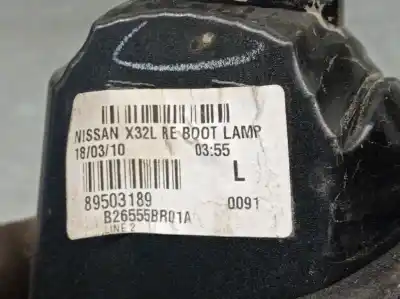 NISSAN X32L RE BOOT LAMP
18/03/10 03:55
L
89503189 0091
B26555BR01A
LINE 2